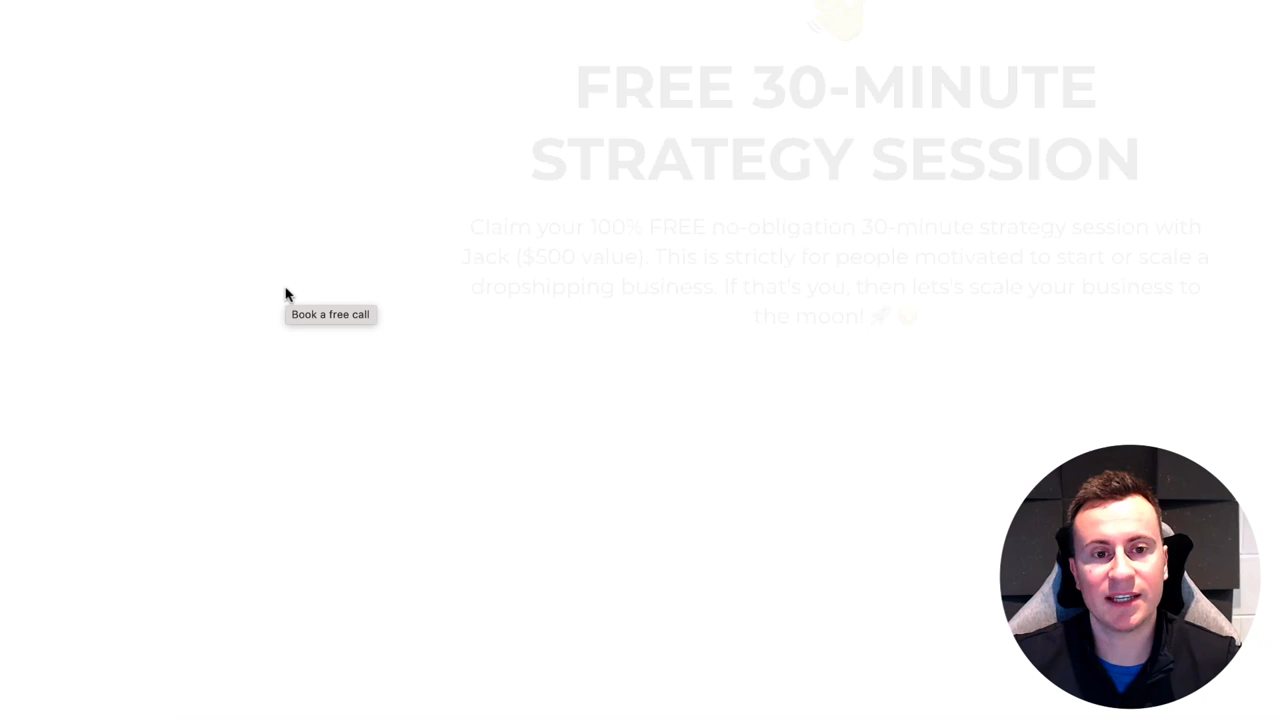 FREE 30-MINUTE
STRATEGY SESSION
Claim your 100% FREE no-obligation 30-minute strategy session with
Jack ($500 value). This is strictly for people motivated to start or scale a
dropshipping business. If that's you, then lets's scale your business to
the moon! 🚀 🌝
Book a free call